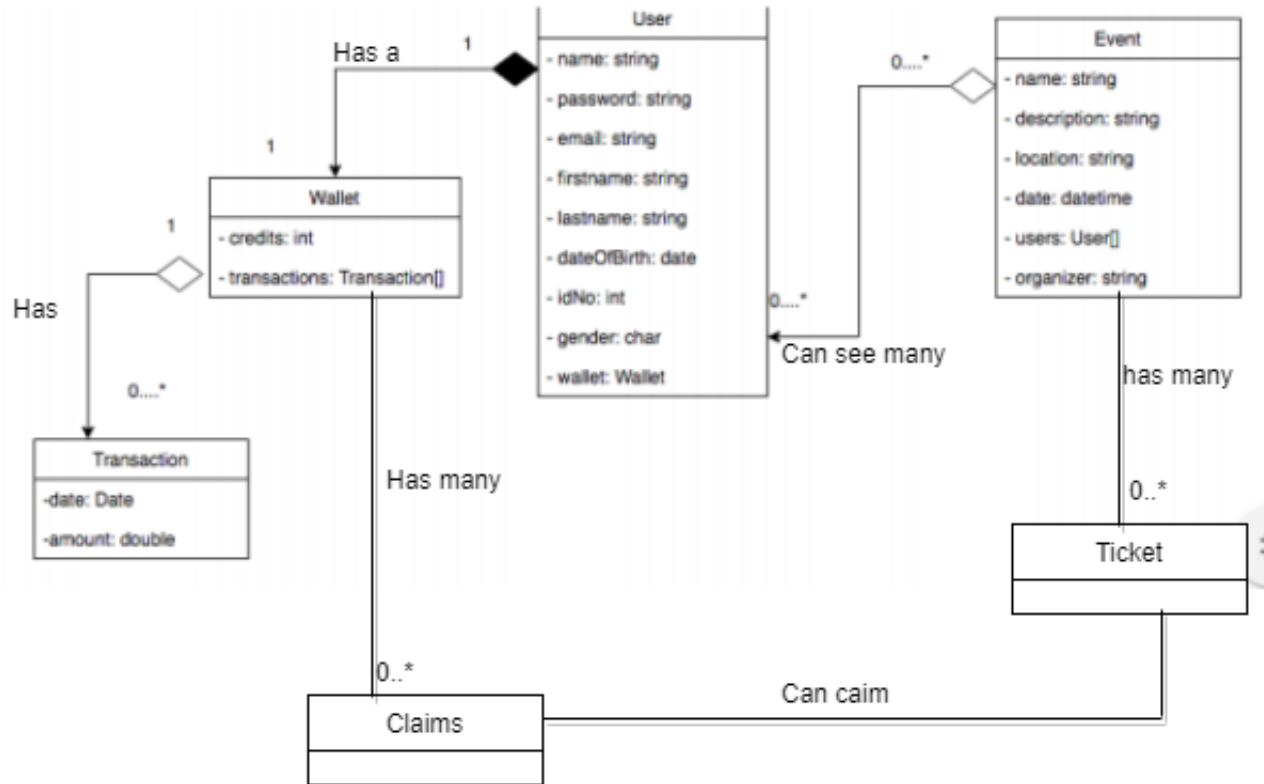 User
- name: string
- password: string
- email: string
- firstname: string
- lastname: string
- dateOfBirth: date
- idNo: int
- gender: char
- wallet: Wallet
Event
- name: string
- description: string
- location: string
- date: datetime
- users: User[]
- organizer: string
Has a
1
1
0....*
0....*
Can see many
Wallet
- credits: int
- transactions: Transaction[]
1
Has
0....*
Transaction
-date: Date
-amount: double
Has many
0..*
has many
0..*
Ticket
Claims
Can caim